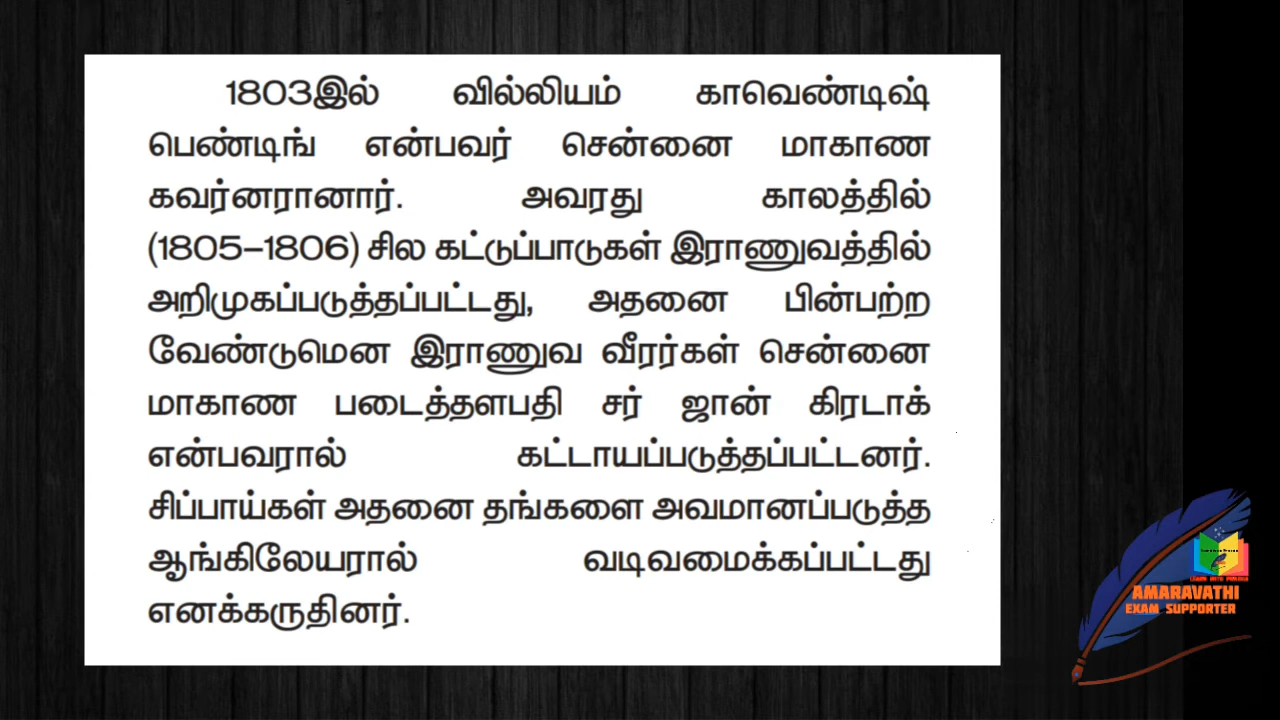 1803இல் வில்லியம் காவெண்டிஷ்
பெண்டிங் என்பவர் சென்னை மாகாண
கவர்னரானார். அவரது காலத்தில்
(1805–1806) சில கட்டுப்பாடுகள் இராணுவத்தில்
அறிமுகப்படுத்தப்பட்டது, அதனை பின்பற்ற
வேண்டுமென இராணுவ வீரர்கள் சென்னை
மாகாண படைத்தளபதி சர் ஜான் கிரடாக்
என்பவரால் கட்டாயப்படுத்தப்பட்டனர்.
சிப்பாய்கள் அதனை தங்களை அவமானப்படுத்த
ஆங்கிலேயரால் வடிவமைக்கப்பட்டது
எனக்கருதினர்.
AMARAVATHI
EXAM SUPPORTER